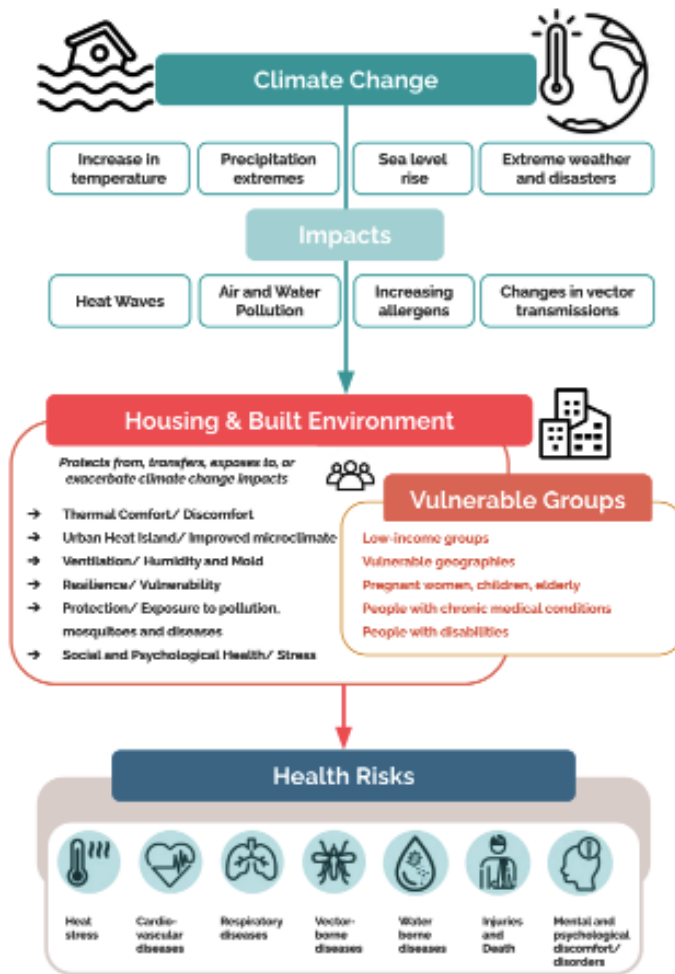 Climate Change
Increase in
temperature
Precipitation
extremes
Sea level
rise
Extreme weather
and disasters
Impacts
Heat Waves
Air and Water
Pollution
Increasing
allergens
Changes in vector
transmissions
Housing & Built Environment
Protects from, transfers, exposes to, or
exacerbate climate change impacts
→ Thermal Comfort/ Discomfort
→ Urban Heat Island/ Improved microclimate
→ Ventilation/ Humidity and Mold
→ Resilience/ Vulnerability
→ Protection/ Exposure to pollution,
mosquitoes and diseases
→ Social and Psychological Health/ Stress
Vulnerable Groups
Low-income groups
Vulnerable geographies
Pregnant women, children, elderly
People with chronic medical conditions
People with disabilities
Health Risks
Heat
stress
Cardio-
vascular
diseases
Respiratory
diseases
Vector-
borne
diseases
Water
borne
diseases
Injuries
and
Death
Mental and
psychological
discomfort/
disorders